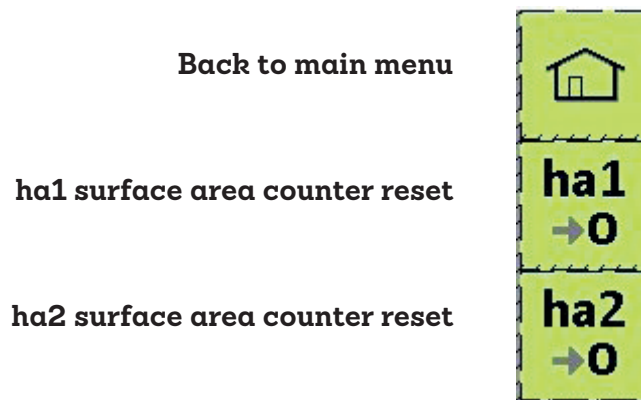 Back to main menu
ha1 surface area counter reset
ha1
→0
ha2 surface area counter reset
ha2
→0